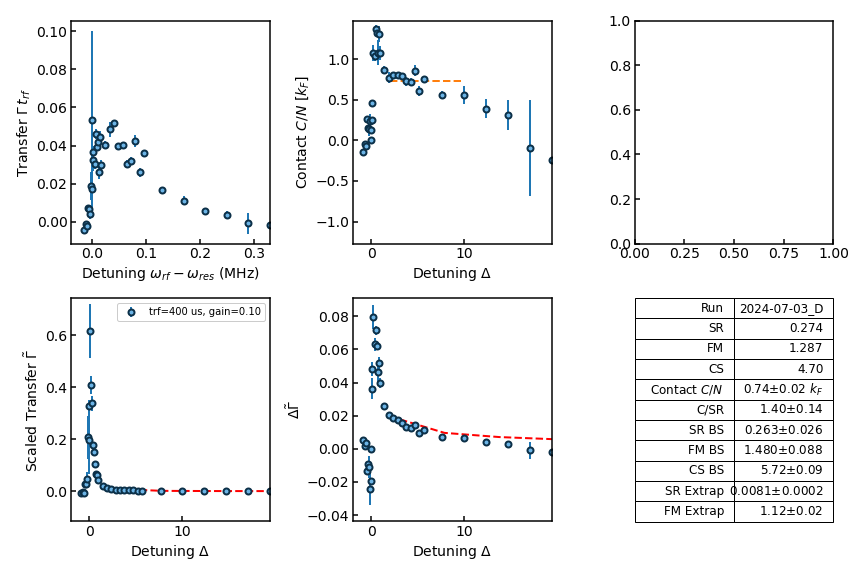 Transfer Γ t_rf
0.10
0.08
0.06
0.04
0.02
0.00
0.0 0.1 0.2 0.3
Detuning ω_rf − ω_res (MHz)
Contact C/N [k_F]
1.0
0.5
0.0
−0.5
−1.0
0 10
Detuning Δ
1.0
0.8
0.6
0.4
0.2
0.0
0.00 0.25 0.50 0.75 1.00
Scaled Transfer Γ̃
0.6
0.4
0.2
0.0
trf=400 us, gain=0.10
0 10
Detuning Δ
ΔΓ̃
0.08
0.06
0.04
0.02
0.00
−0.02
−0.04
0 10
Detuning Δ
Run 2024-07-03_D
SR 0.274
FM 1.287
CS 4.70
Contact C/N 0.74±0.02 k_F
C/SR 1.40±0.14
SR BS 0.263±0.026
FM BS 1.480±0.088
CS BS 5.72±0.09
SR Extrap 0.0081±0.0002
FM Extrap 1.12±0.02